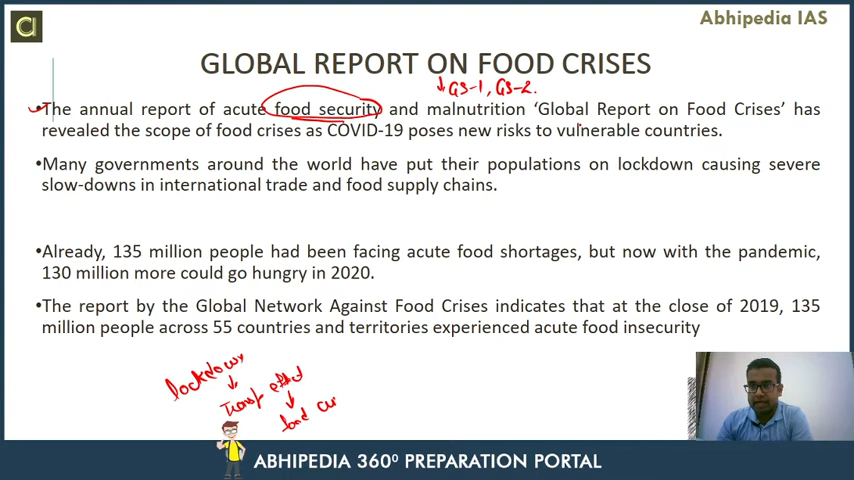 Abhipedia IAS
GLOBAL REPORT ON FOOD CRISES
↓ GS-1, GS-2.
•The annual report of acute food security and malnutrition ‘Global Report on Food Crises’ has
revealed the scope of food crises as COVID-19 poses new risks to vulnerable countries.
•Many governments around the world have put their populations on lockdown causing severe
slow-downs in international trade and food supply chains.
•Already, 135 million people had been facing acute food shortages, but now with the pandemic,
130 million more could go hungry in 2020.
•The report by the Global Network Against Food Crises indicates that at the close of 2019, 135
million people across 55 countries and territories experienced acute food insecurity
lockdown
↓
↓
food
ABHIPEDIA 360⁰ PREPARATION PORTAL